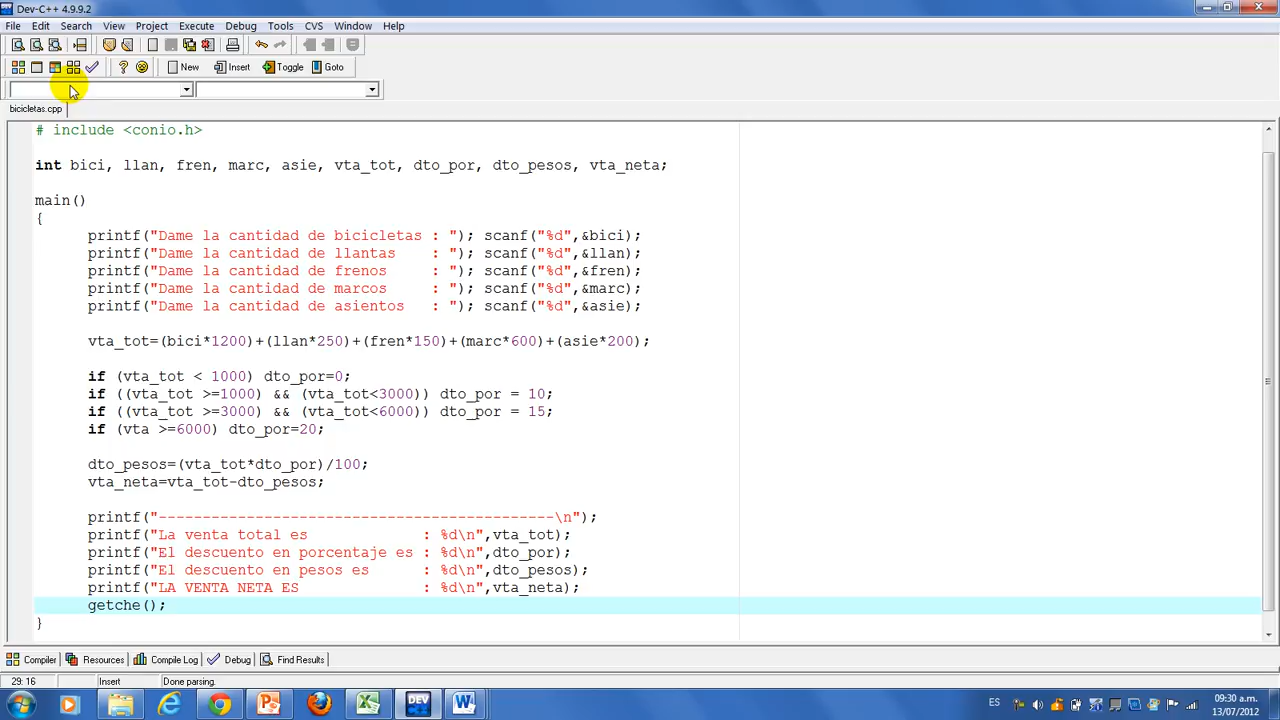 Dev-C++ 4.9.9.2
File Edit Search View Project Execute Debug Tools CVS Window Help
New Insert Toggle Goto
bicicletas.cpp
# include <conio.h>
int bici, llan, fren, marc, asie, vta_tot, dto_por, dto_pesos, vta_neta;
main()
{
printf("Dame la cantidad de bicicletas : "); scanf("%d",&bici);
printf("Dame la cantidad de llantas    : "); scanf("%d",&llan);
printf("Dame la cantidad de frenos     : "); scanf("%d",&fren);
printf("Dame la cantidad de marcos     : "); scanf("%d",&marc);
printf("Dame la cantidad de asientos   : "); scanf("%d",&asie);
vta_tot=(bici*1200)+(llan*250)+(fren*150)+(marc*600)+(asie*200);
if (vta_tot < 1000) dto_por=0;
if ((vta_tot >=1000) && (vta_tot<3000)) dto_por = 10;
if ((vta_tot >=3000) && (vta_tot<6000)) dto_por = 15;
if (vta >=6000) dto_por=20;
dto_pesos=(vta_tot*dto_por)/100;
vta_neta=vta_tot-dto_pesos;
printf("---------------------------------------------\n");
printf("La venta total es             : %d\n",vta_tot);
printf("El descuento en porcentaje es : %d\n",dto_por);
printf("El descuento en pesos es      : %d\n",dto_pesos);
printf("LA VENTA NETA ES              : %d\n",vta_neta);
getche();
}
Compiler Resources Compile Log Debug Find Results
29: 16 Insert Done parsing.
DEV ES 09:30 a.m.
13/07/2012